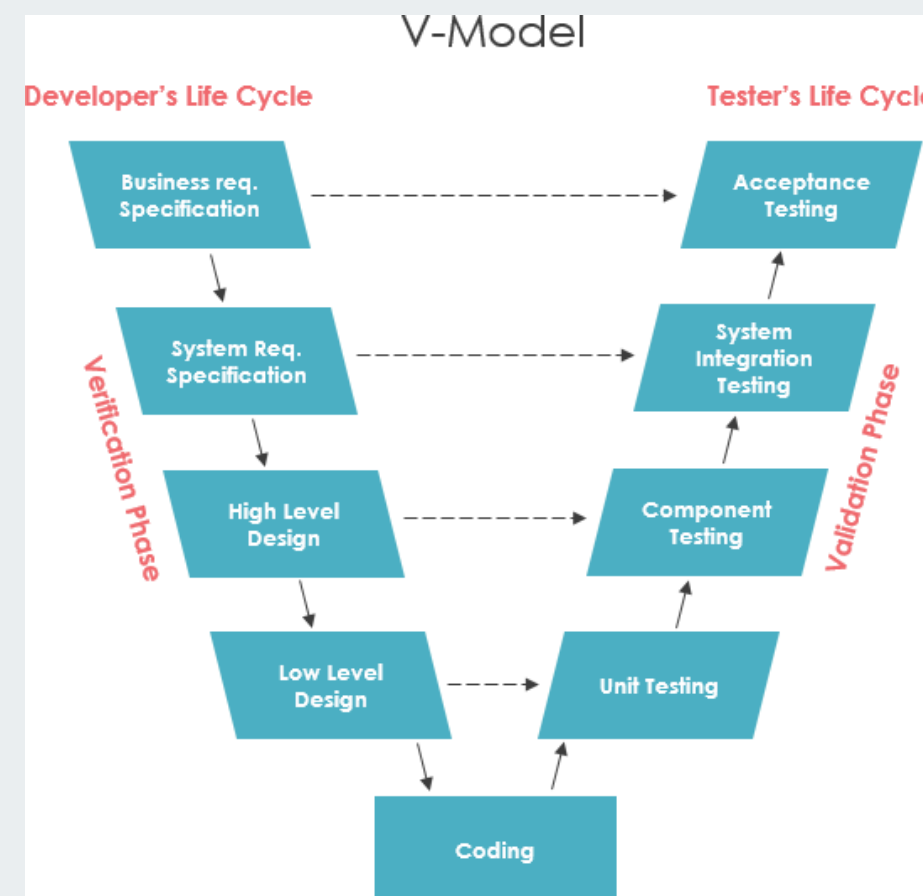 V-Model
Developer's Life Cycle
Tester's Life Cycle
Business req.
Specification
Acceptance
Testing
System Req.
Specification
System
Integration
Testing
Verification Phase
Validation Phase
High Level
Design
Component
Testing
Low Level
Design
Unit Testing
Coding